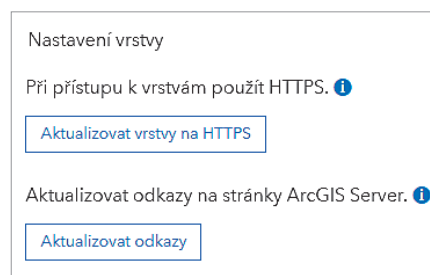 Nastavení vrstvy
Při přístupu k vrstvám použít HTTPS.
Aktualizovat vrstvy na HTTPS
Aktualizovat odkazy na stránky ArcGIS Server.
Aktualizovat odkazy